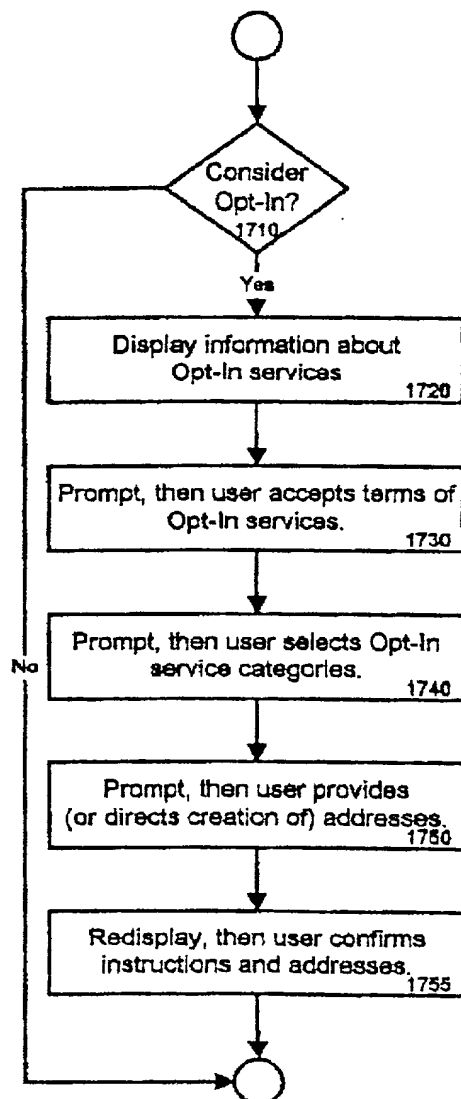 Consider
Opt-In?
1710
Yes
Display information about
Opt-In services
1720
Prompt, then user accepts terms of
Opt-In services.
1730
No
Prompt, then user selects Opt-In
service categories.
1740
Prompt, then user provides
(or directs creation of) addresses.
1750
Redisplay, then user confirms
instructions and addresses.
1755